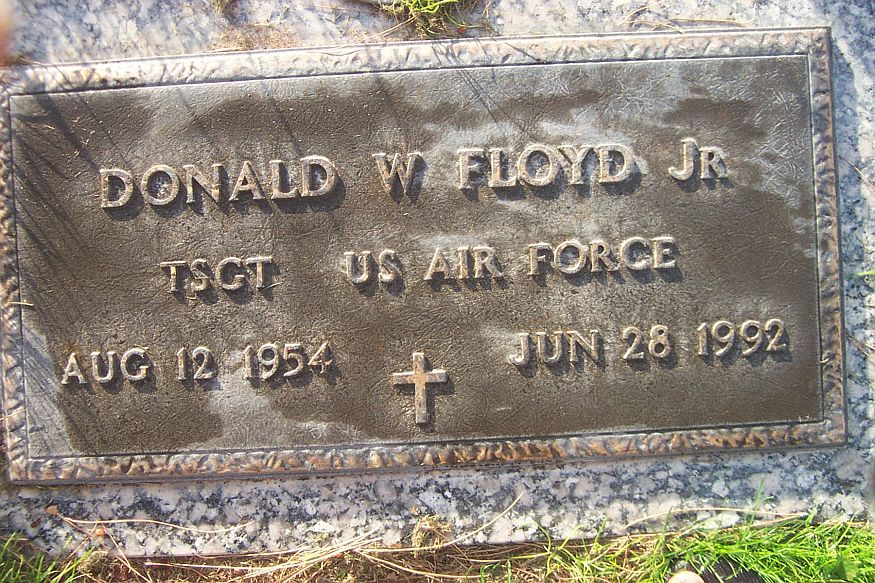 DONALD W FLOYD JR
TSGT US AIR FORCE
AUG 12 1954 JUN 28 1992